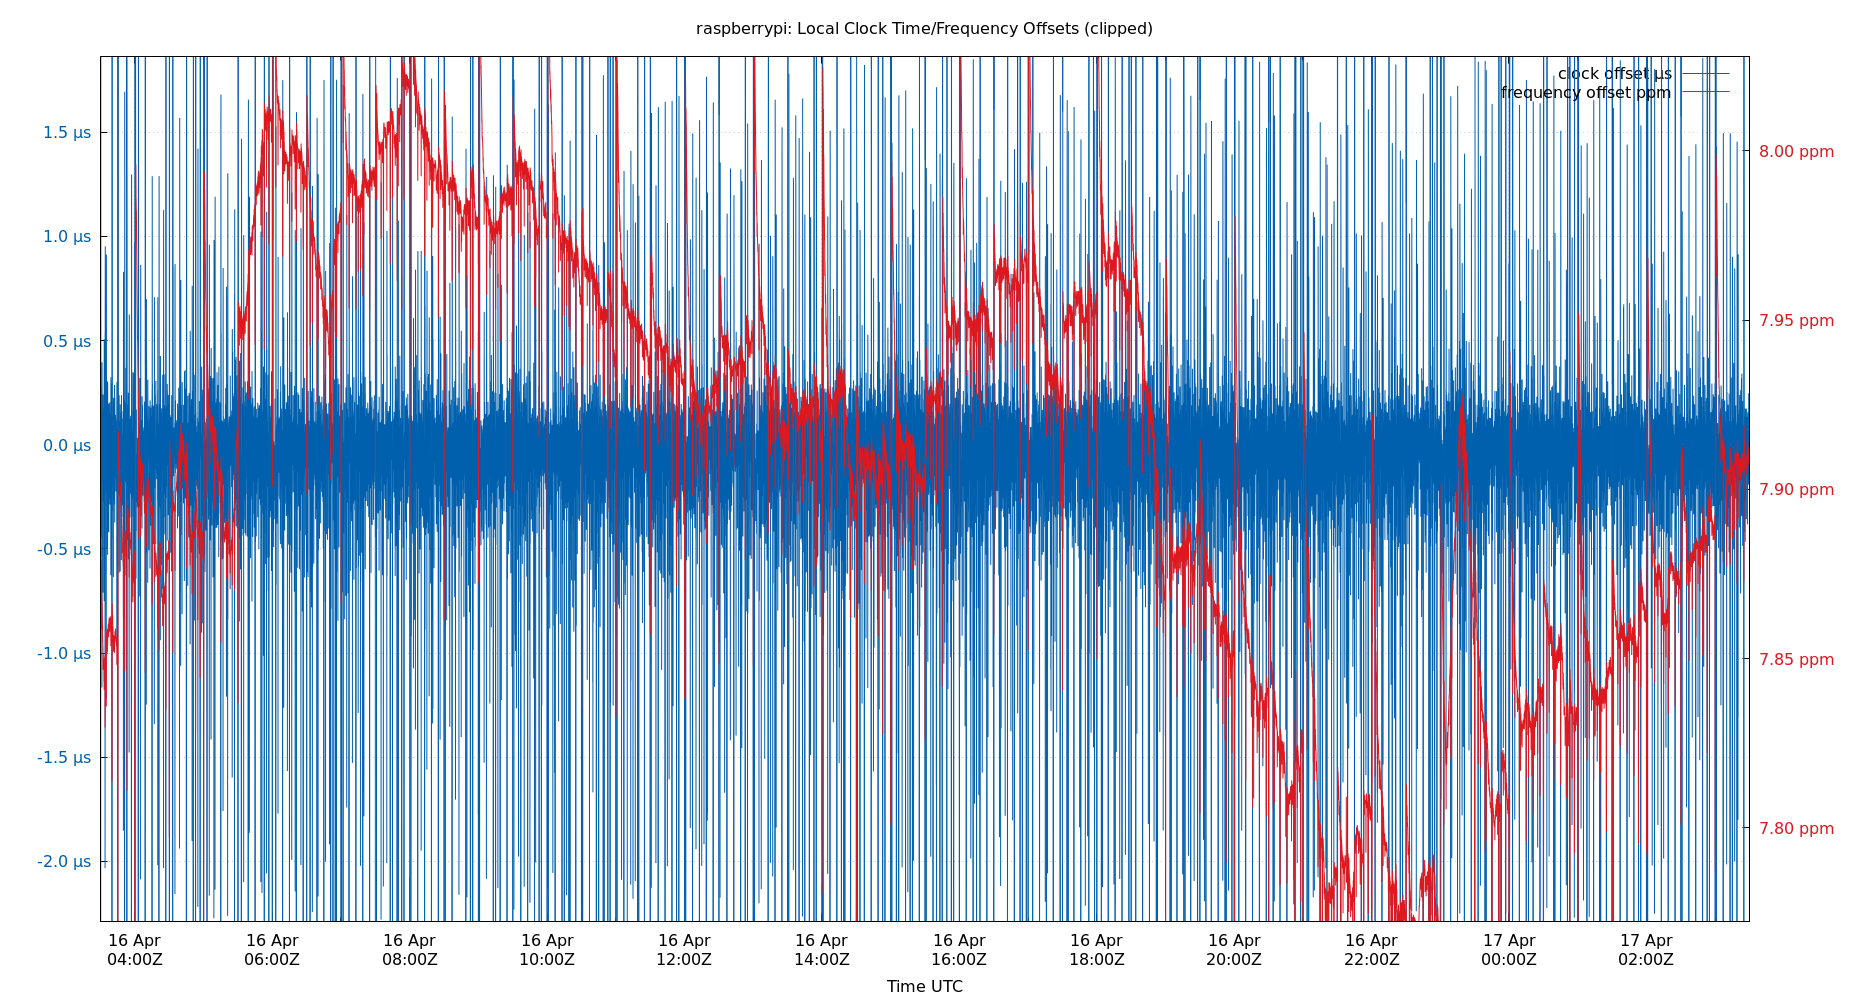 raspberrypi: Local Clock Time/Frequency Offsets (clipped)
clock offset µs
frequency offset ppm
1.5 µs
1.0 µs
0.5 µs
0.0 µs
-0.5 µs
-1.0 µs
-1.5 µs
-2.0 µs
8.00 ppm
7.95 ppm
7.90 ppm
7.85 ppm
7.80 ppm
16 Apr 16 Apr 16 Apr 16 Apr 16 Apr 16 Apr 16 Apr 16 Apr 16 Apr 16 Apr 17 Apr 17 Apr
04:00Z 06:00Z 08:00Z 10:00Z 12:00Z 14:00Z 16:00Z 18:00Z 20:00Z 22:00Z 00:00Z 02:00Z
Time UTC